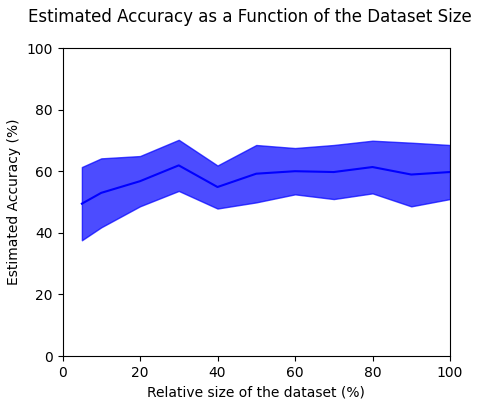 Estimated Accuracy as a Function of the Dataset Size
100
80
60
40
20
0
Estimated Accuracy (%)
0 20 40 60 80 100
Relative size of the dataset (%)